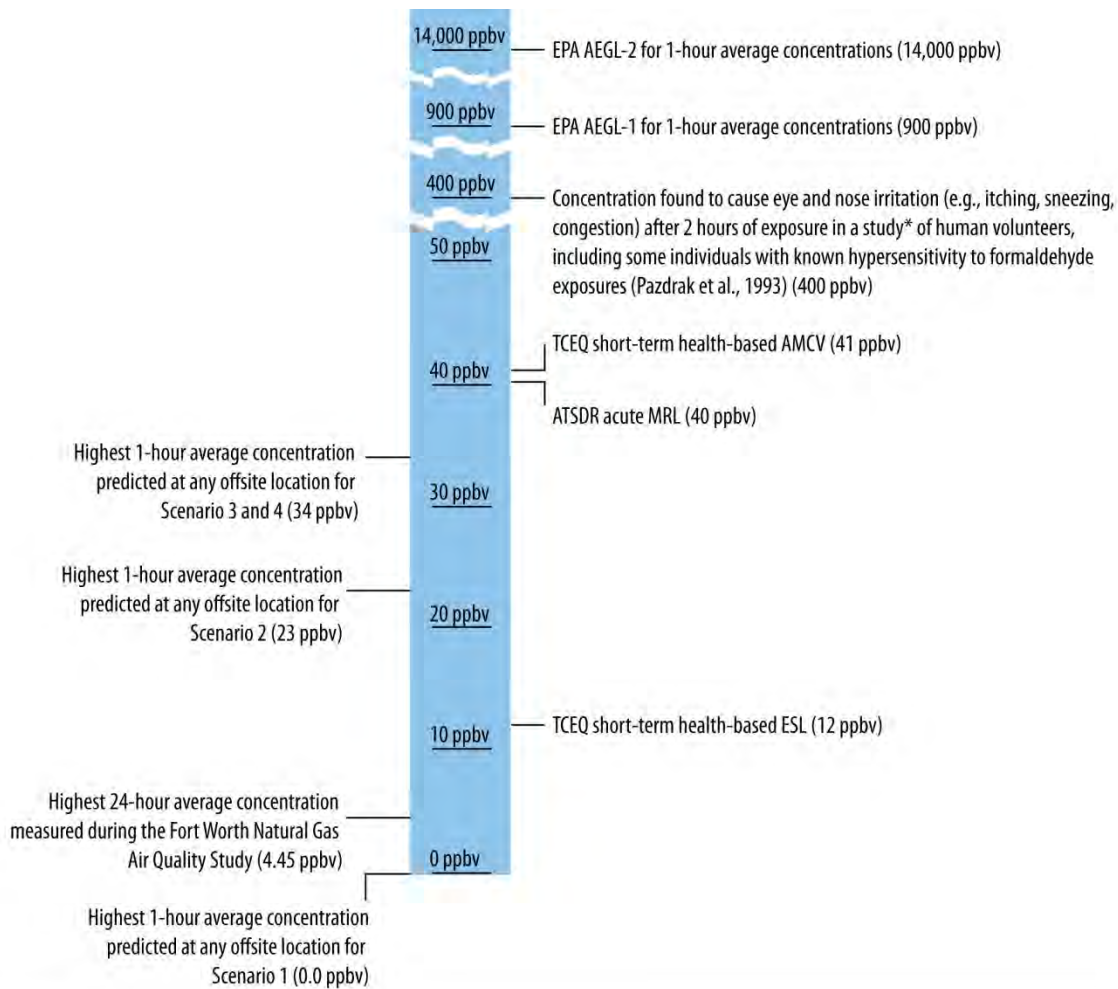 14,000 ppbv
EPA AEGL-2 for 1-hour average concentrations (14,000 ppbv)
900 ppbv
EPA AEGL-1 for 1-hour average concentrations (900 ppbv)
400 ppbv
Concentration found to cause eye and nose irritation (e.g., itching, sneezing,
congestion) after 2 hours of exposure in a study* of human volunteers,
including some individuals with known hypersensitivity to formaldehyde
exposures (Pazdrak et al., 1993) (400 ppbv)
50 ppbv
TCEQ short-term health-based AMCV (41 ppbv)
40 ppbv
ATSDR acute MRL (40 ppbv)
Highest 1-hour average concentration
predicted at any offsite location for
Scenario 3 and 4 (34 ppbv)
30 ppbv
Highest 1-hour average concentration
predicted at any offsite location for
Scenario 2 (23 ppbv)
20 ppbv
TCEQ short-term health-based ESL (12 ppbv)
10 ppbv
Highest 24-hour average concentration
measured during the Fort Worth Natural Gas
Air Quality Study (4.45 ppbv)
0 ppbv
Highest 1-hour average concentration
predicted at any offsite location for
Scenario 1 (0.0 ppbv)